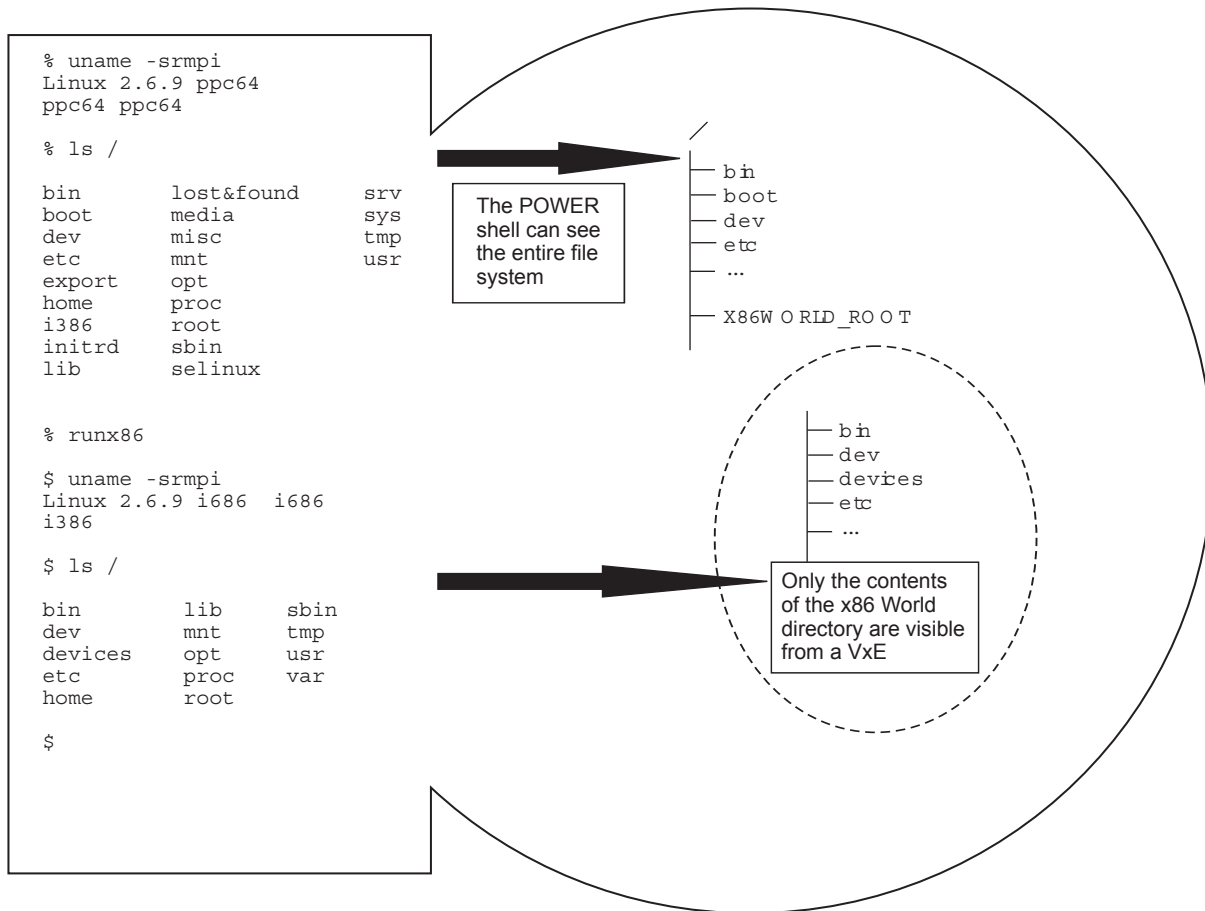 % uname -srmpi
Linux 2.6.9 ppc64
ppc64 ppc64
% ls /
bin lost&found srv
boot media sys
dev misc tmp
etc mnt usr
export opt
home proc
i386 root
initrd sbin
lib selinux
% runx86
$ uname -srmpi
Linux 2.6.9 i686 i686
i386
$ ls /
bin lib sbin
dev mnt tmp
devices opt usr
etc proc var
home root
$
The POWER
shell can see
the entire file
system
/
bin
boot
dev
etc
...
X86WORLD_ROOT
bin
dev
devices
etc
...
Only the contents
of the x86 World
directory are visible
from a VxE